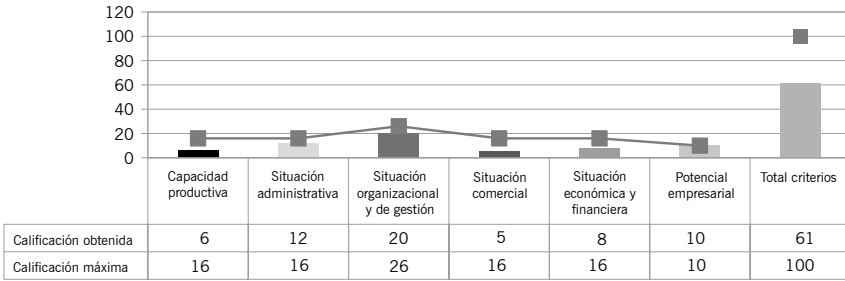 120
100
80
60
40
20
0
Capacidad productiva
Situación administrativa
Situación organizacional y de gestión
Situación comercial
Situación económica y financiera
Potencial empresarial
Total criterios
Calificación obtenida 6 12 20 5 8 10 61
Calificación máxima 16 16 26 16 16 10 100